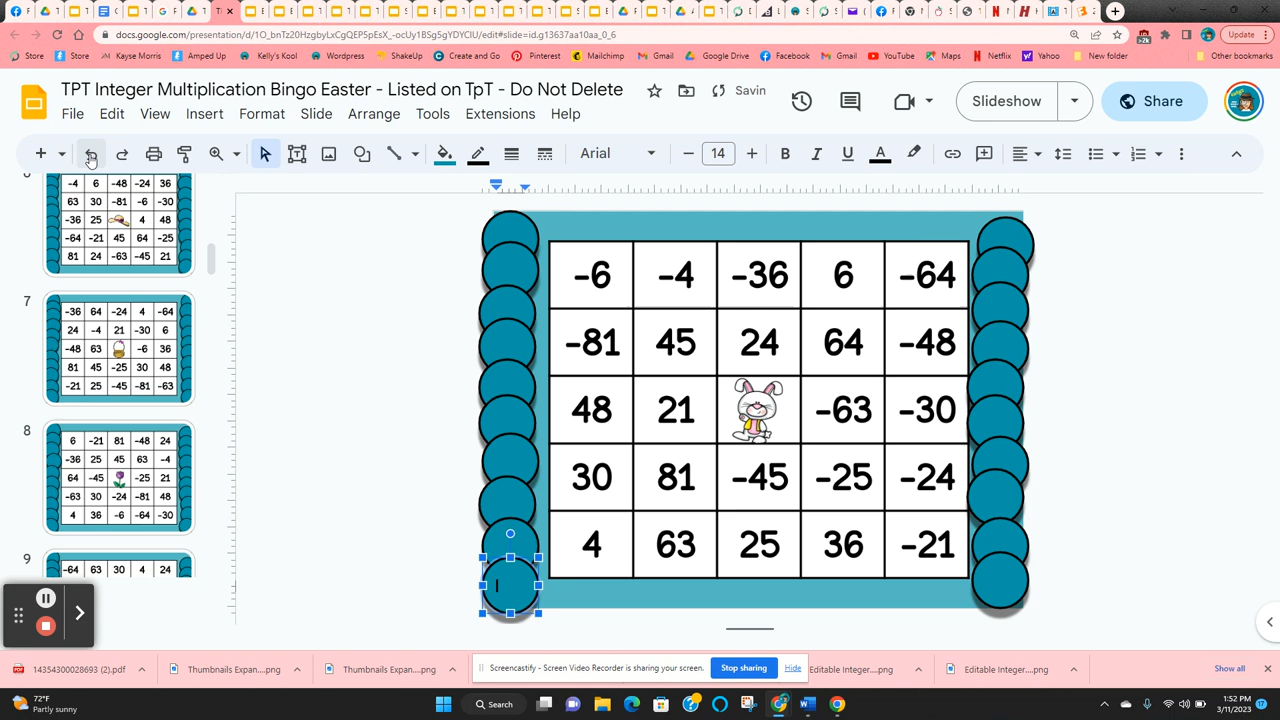 docs.google.com/presentation/d/1O_bnTz20HzgbyLxCgQEP5pEsX_-ocUy1BSg5gYDYCIU/edit#slide=id.g13637aa10aa_0_6
Update
Store
Store
Kayse Morris
Amped Up
Kelly's Kool
Wordpress
ShakeUp
Create and Go
Pinterest
Mailchimp
Gmail
Google Drive
Facebook
Gmail
YouTube
Maps
Netflix
Yahoo
New folder
Other bookmarks
TPT Integer Multiplication Bingo Easter - Listed on TpT - Do Not Delete
Savin
File Edit View Insert Format Slide Arrange Tools Extensions Help
Slideshow
Share
Arial
14
-4 6 -48 -24 36
63 30 -81 -6 -30
-36 25 4 48
-64 -21 45 64 -25
81 24 -63 -45 21
7
-36 64 -24 4 -64
24 -4 21 -30 6
-48 63 -6 36
81 45 -25 30 48
-21 25 -45 -81 -63
8
6 -21 81 -48 24
-36 25 45 63 -4
64 -45 -25 21
-63 30 -24 -81 48
4 36 -6 -64 -30
9
-64 63 30 4 24
-6 -4 -36 6 -64
-81 45 24 64 -48
48 21 -63 -30
30 81 -45 -25 -24
4 63 25 36 -21
14354300028693 (2).pdf
Thumbnails Expan....png
Thumbnails Expan....png
Screencastify - Screen Video Recorder is sharing your screen.
Stop sharing
Hide
Editable Integer....png
Editable Integer....png
Show all
72°F
Partly sunny
Search
1:52 PM
3/11/2023